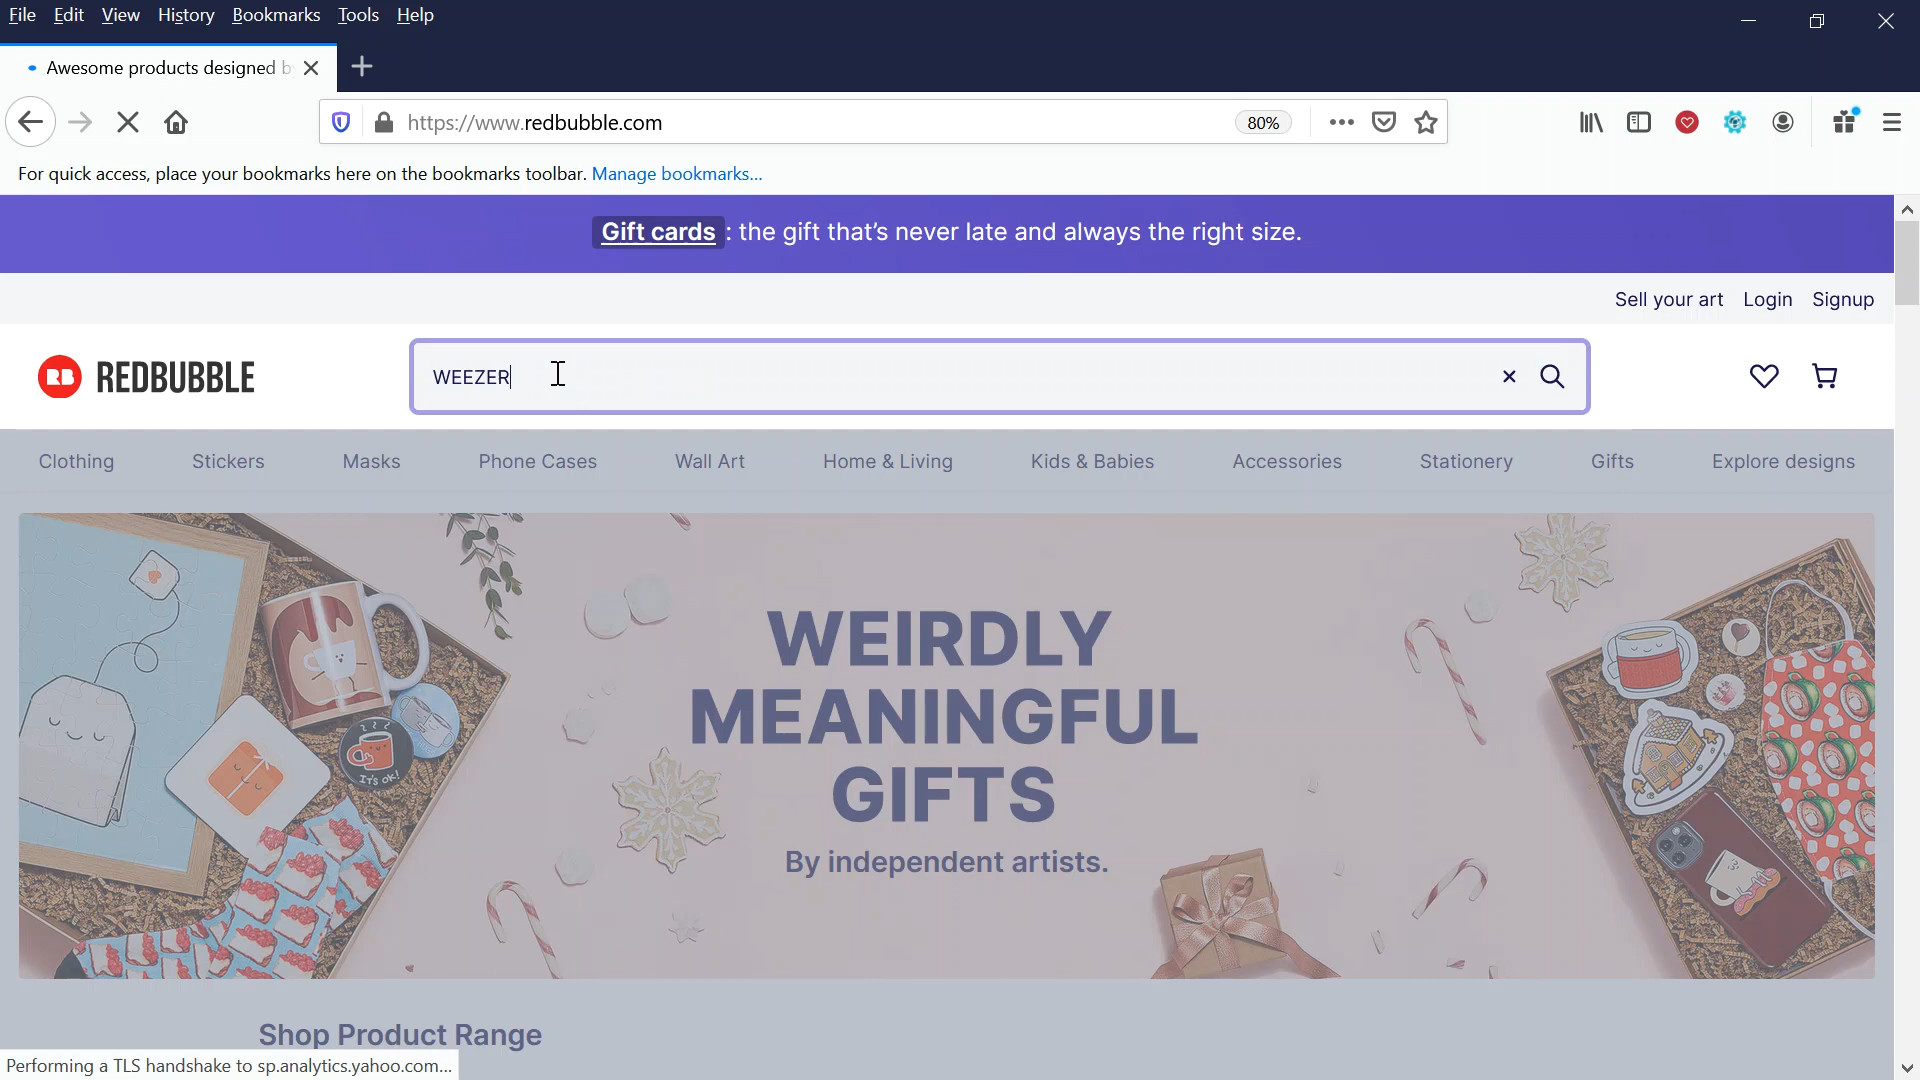 File Edit View History Bookmarks Tools Help
Awesome products designed b
https://www.redbubble.com 80%
For quick access, place your bookmarks here on the bookmarks toolbar. Manage bookmarks...
Gift cards : the gift that's never late and always the right size.
Sell your art Login Signup
RB REDBUBBLE WEEZER
Clothing Stickers Masks Phone Cases Wall Art Home & Living Kids & Babies Accessories Stationery Gifts Explore designs
WEIRDLY
MEANINGFUL
GIFTS
By independent artists.
IT'S OK!
Shop Product Range
Performing a TLS handshake to sp.analytics.yahoo.com...